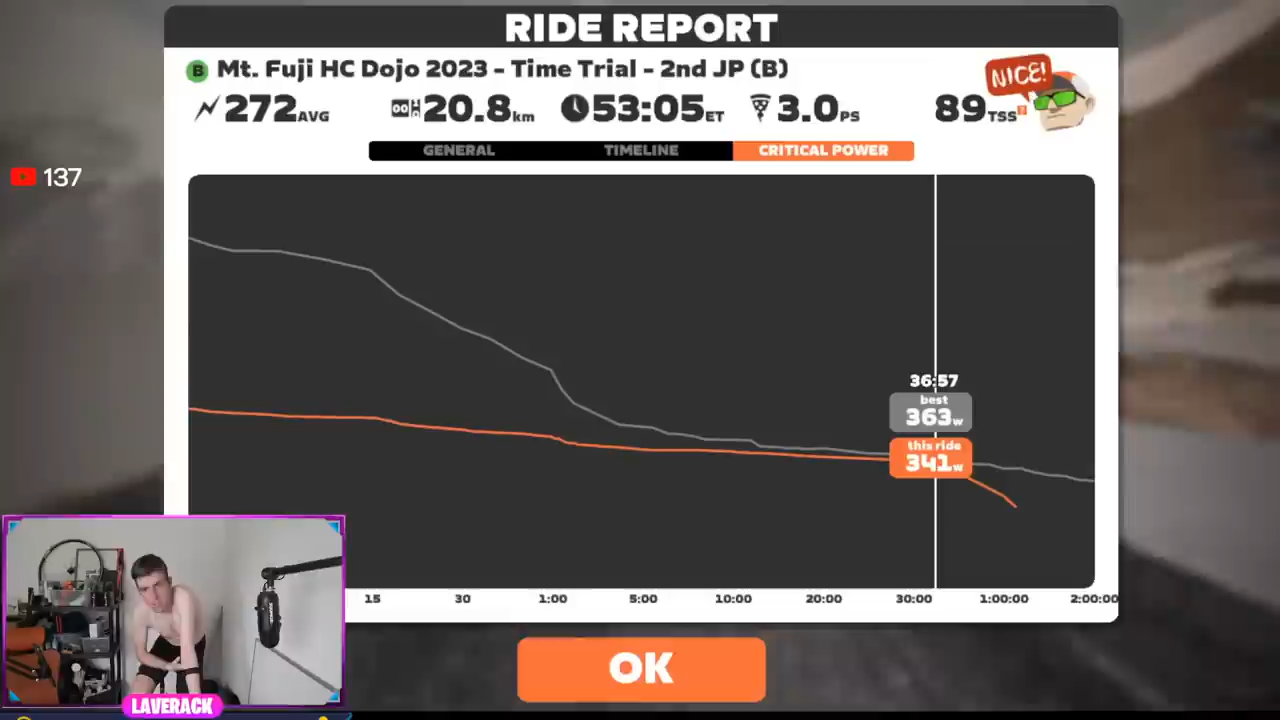 RIDE REPORT
B Mt. Fuji HC Dojo 2023 - Time Trial - 2nd JP (B)
NICE!
272AVG 20.8km 53:05ET 3.0PS 89TSS
GENERAL TIMELINE CRITICAL POWER
137
36:57
best
363w
this ride
341w
15 30 1:00 5:00 10:00 20:00 30:00 1:00:00 2:00:00
OK
LAVERACK